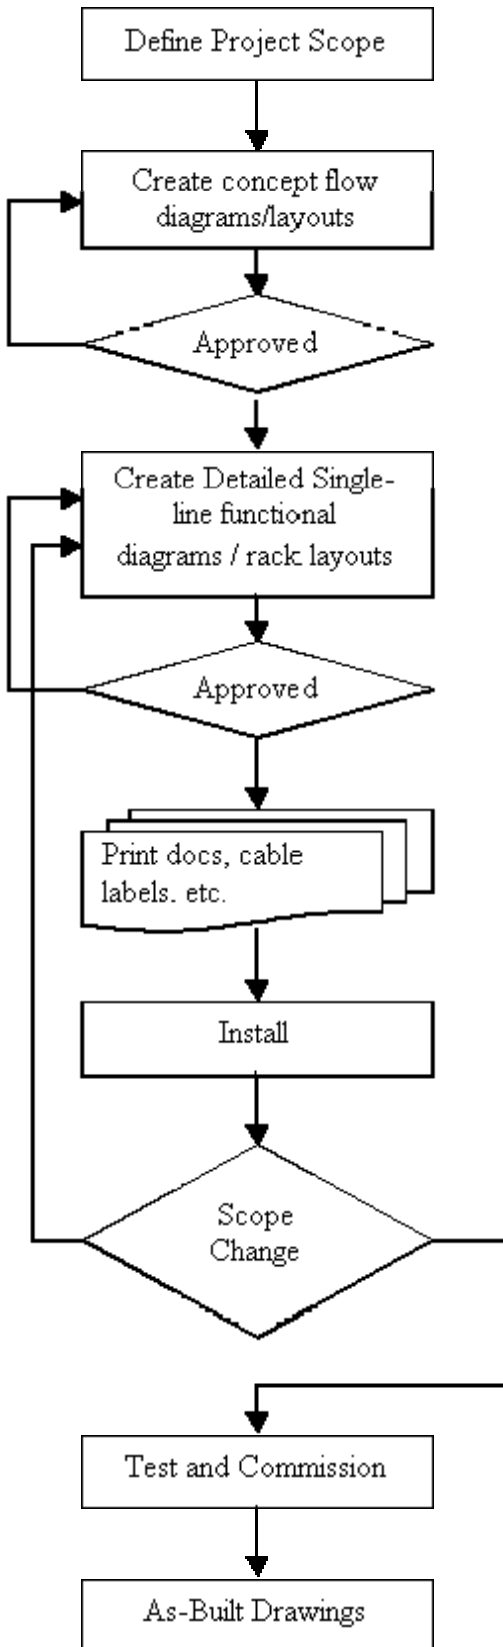 Define Project Scope
Create concept flow
diagrams/layouts
Approved
Create Detailed Single-
line functional
diagrams / rack layouts
Approved
Print docs, cable
labels. etc.
Install
Scope
Change
Test and Commission
As-Built Drawings